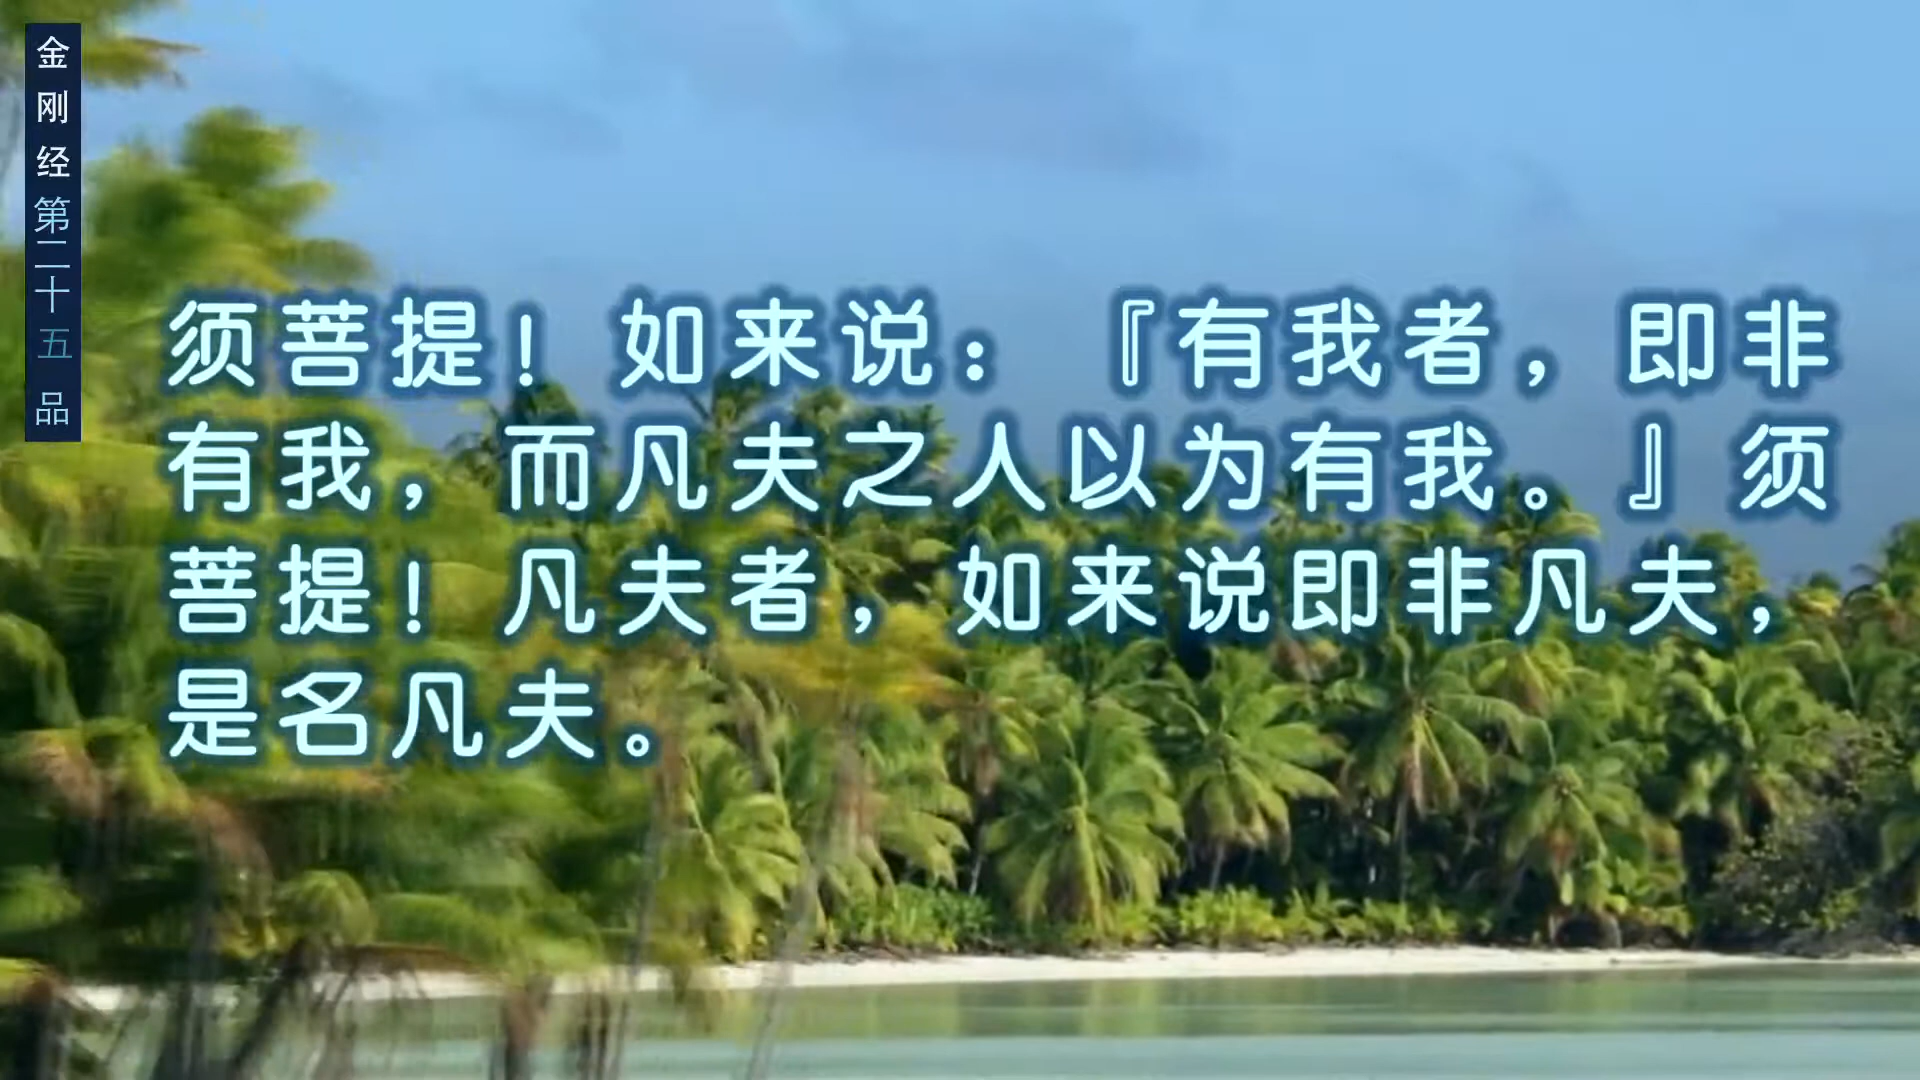 金刚经第二十五品
须菩提！如来说：『有我者，即非
有我，而凡夫之人以为有我。』须
菩提！凡夫者，如来说即非凡夫，
是名凡夫。